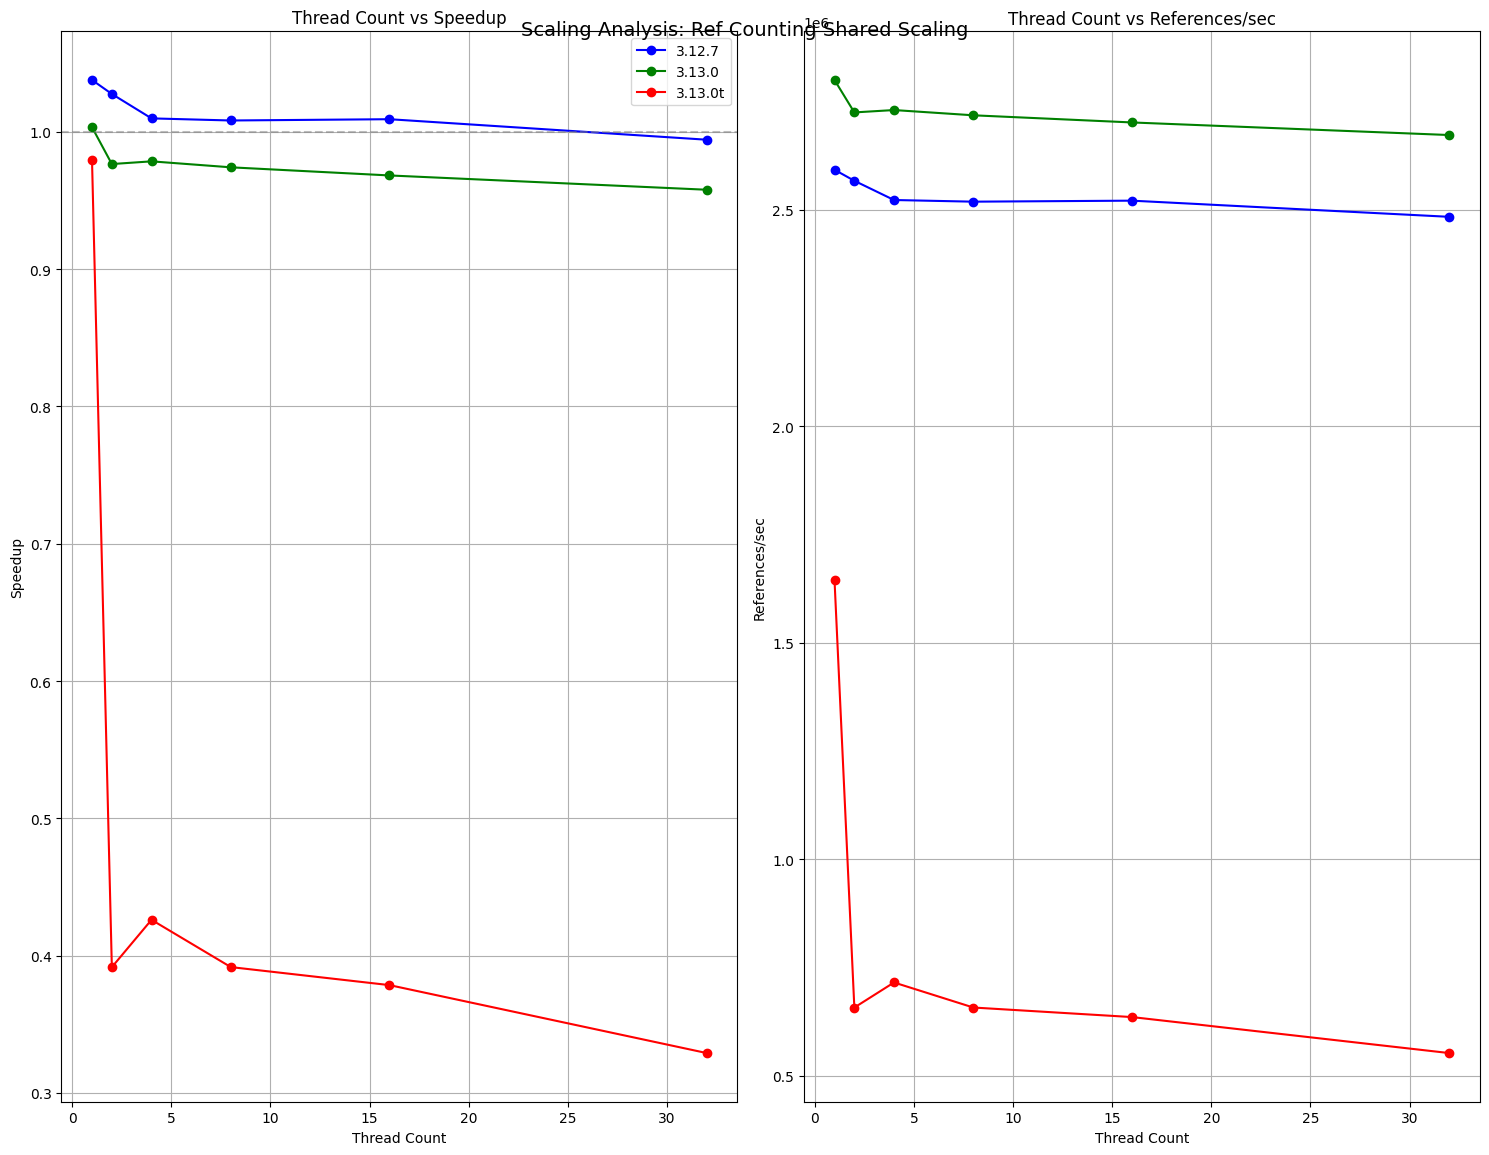 Scaling Analysis: Ref Counting Shared Scaling
Thread Count vs Speedup
3.12.7
3.13.0
3.13.0t
1.0
0.9
0.8
0.7
0.6
0.5
0.4
0.3
Speedup
0 5 10 15 20 25 30
Thread Count
Thread Count vs References/sec
1e6
2.5
2.0
1.5
1.0
0.5
References/sec
0 5 10 15 20 25 30
Thread Count